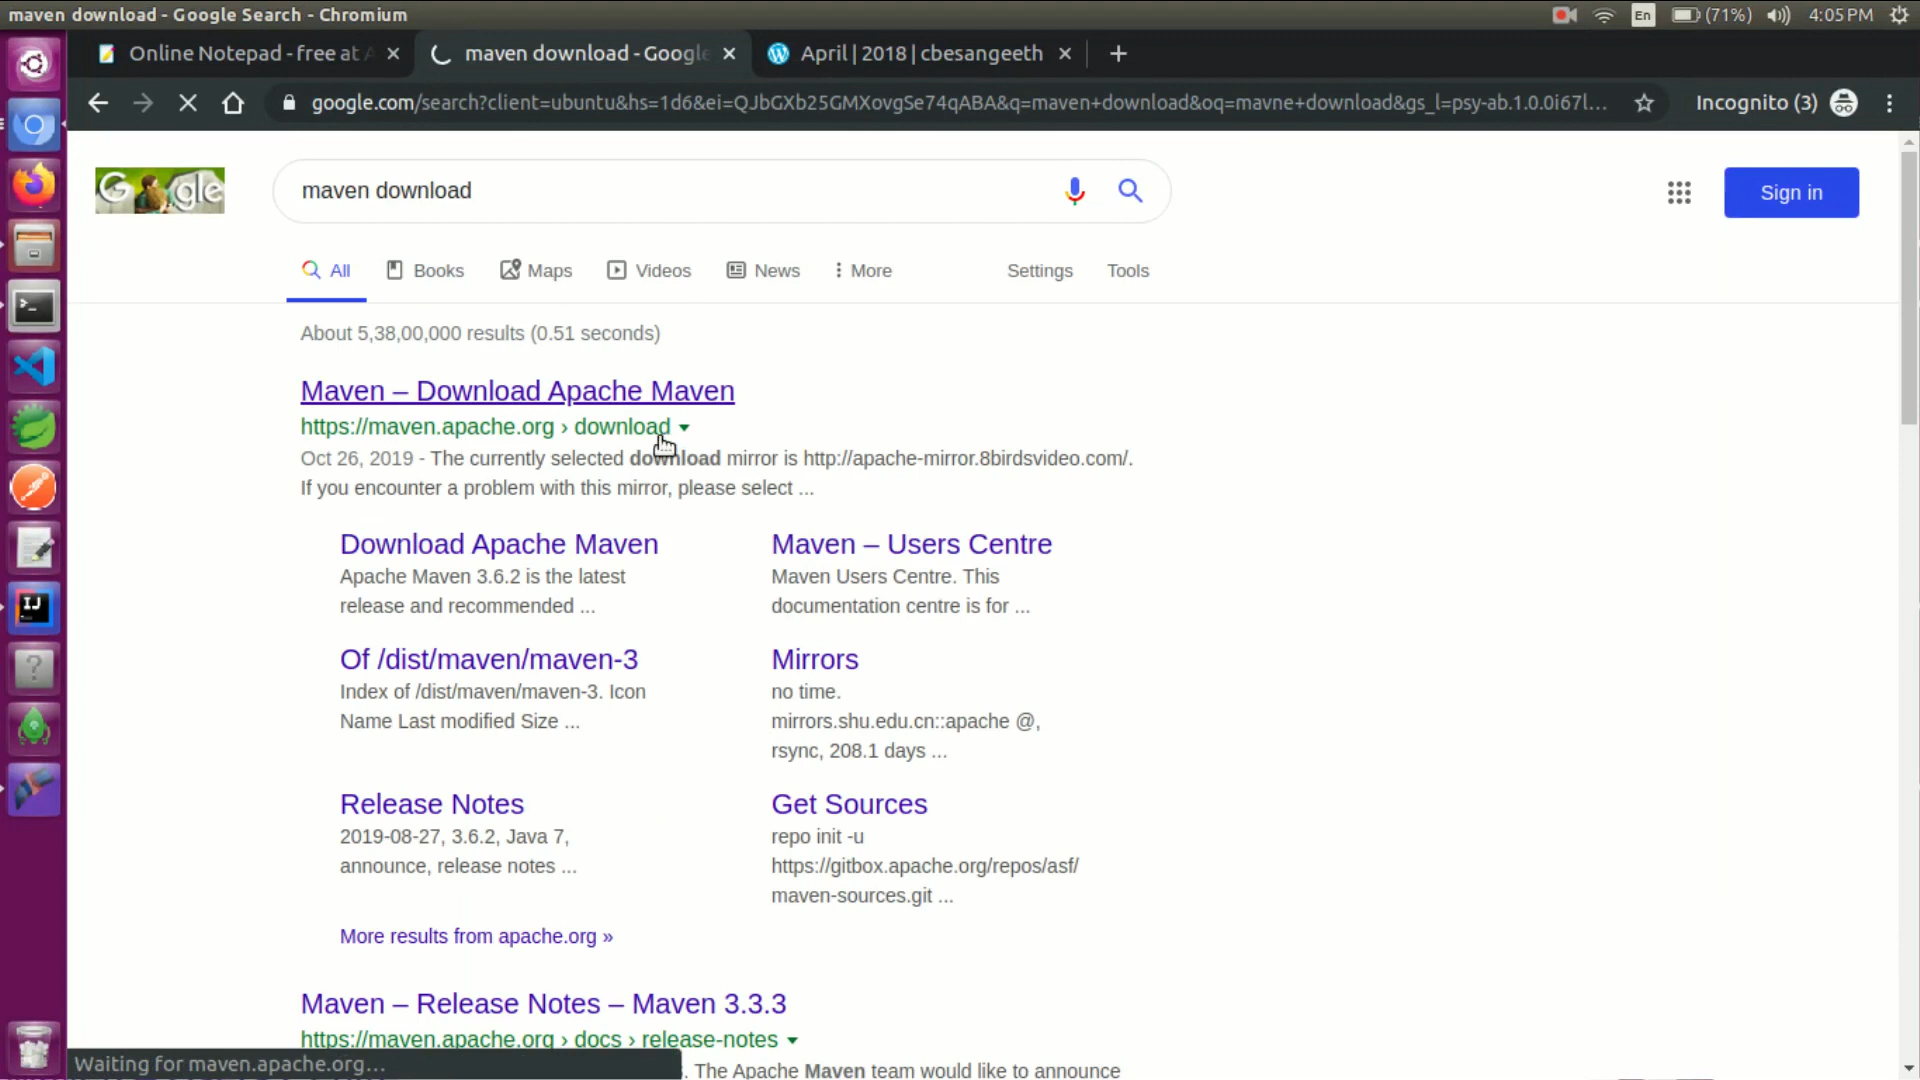 maven download - Google Search - Chromium
En
(71%)
4:05 PM
Online Notepad - free at A
maven download - Google
April | 2018 | cbesangeeth
google.com/search?client=ubuntu&hs=1d6&ei=QJbGXb25GMXovgSe74qABA&q=maven+download&oq=mavne+download&gs_l=psy-ab.1.0.0i67l...
Incognito (3)
Google
maven download
Sign in
All
Books
Maps
Videos
News
More
Settings
Tools
About 5,38,00,000 results (0.51 seconds)
Maven – Download Apache Maven
https://maven.apache.org › download
Oct 26, 2019 - The currently selected download mirror is http://apache-mirror.8birdsvideo.com/.
If you encounter a problem with this mirror, please select ...
Download Apache Maven
Apache Maven 3.6.2 is the latest
release and recommended ...
Maven – Users Centre
Maven Users Centre. This
documentation centre is for ...
Of /dist/maven/maven-3
Index of /dist/maven/maven-3. Icon
Name Last modified Size ...
Mirrors
no time.
mirrors.shu.edu.cn::apache @,
rsync, 208.1 days ...
Release Notes
2019-08-27, 3.6.2, Java 7,
announce, release notes ...
Get Sources
repo init -u
https://gitbox.apache.org/repos/asf/
maven-sources.git ...
More results from apache.org »
Maven – Release Notes – Maven 3.3.3
https://maven.apache.org › docs › release-notes
. The Apache Maven team would like to announce
Waiting for maven.apache.org...
IJ